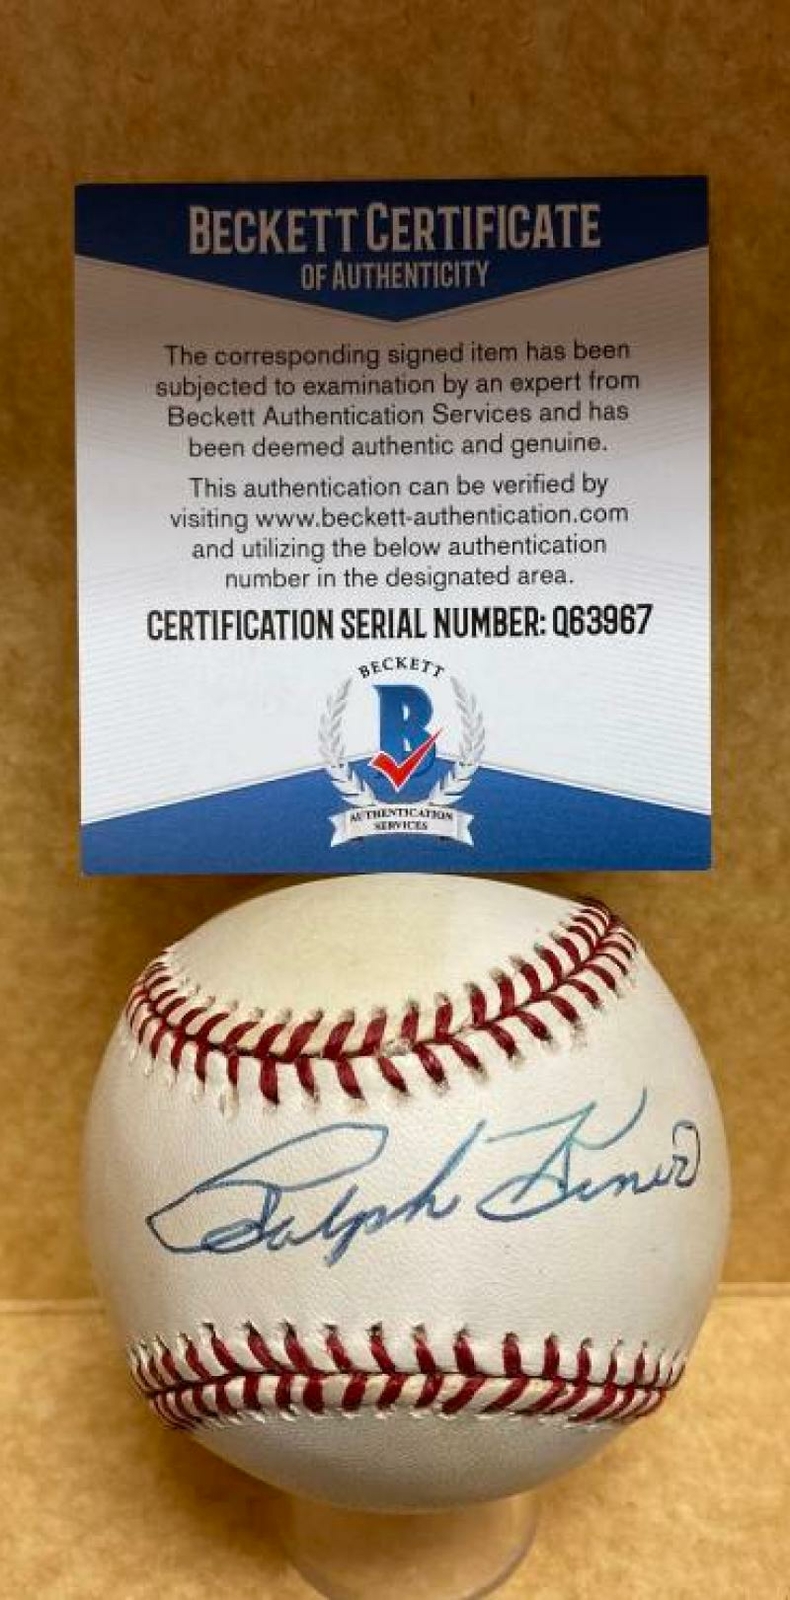 BECKETT CERTIFICATE
OF AUTHENTICITY
The corresponding signed item has been
subjected to examination by an expert from
Beckett Authentication Services and has
been deemed authentic and genuine.
This authentication can be verified by
visiting www.beckett-authentication.com
and utilizing the below authentication
number in the designated area.
CERTIFICATION SERIAL NUMBER: Q63967
BECKETT
B
AUTHENTICATION
SERVICES
Ralph Kiner